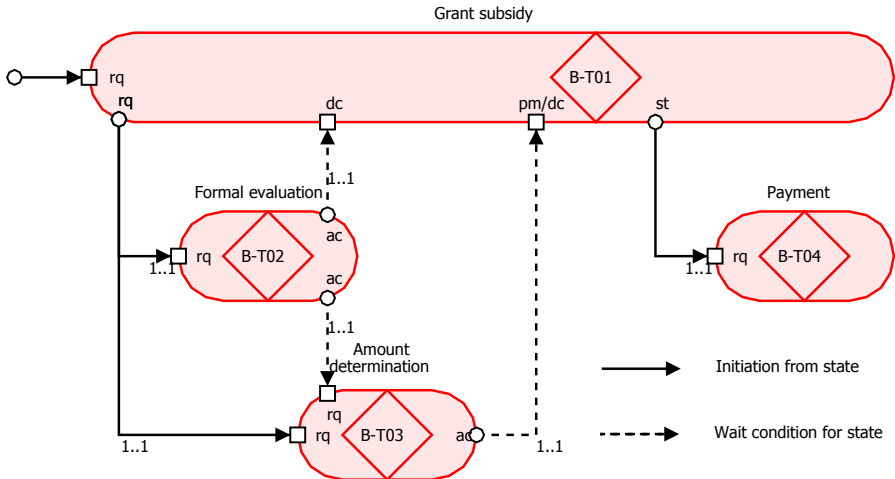 Grant subsidy
rq
B-T01
rq
dc
pm/dc
st
1..1
Formal evaluation
Payment
ac
1..1
rq
B-T02
1..1
rq
B-T04
ac
1..1
Amount
determination
Initiation from state
rq
1..1
rq
B-T03
ac
1..1
Wait condition for state